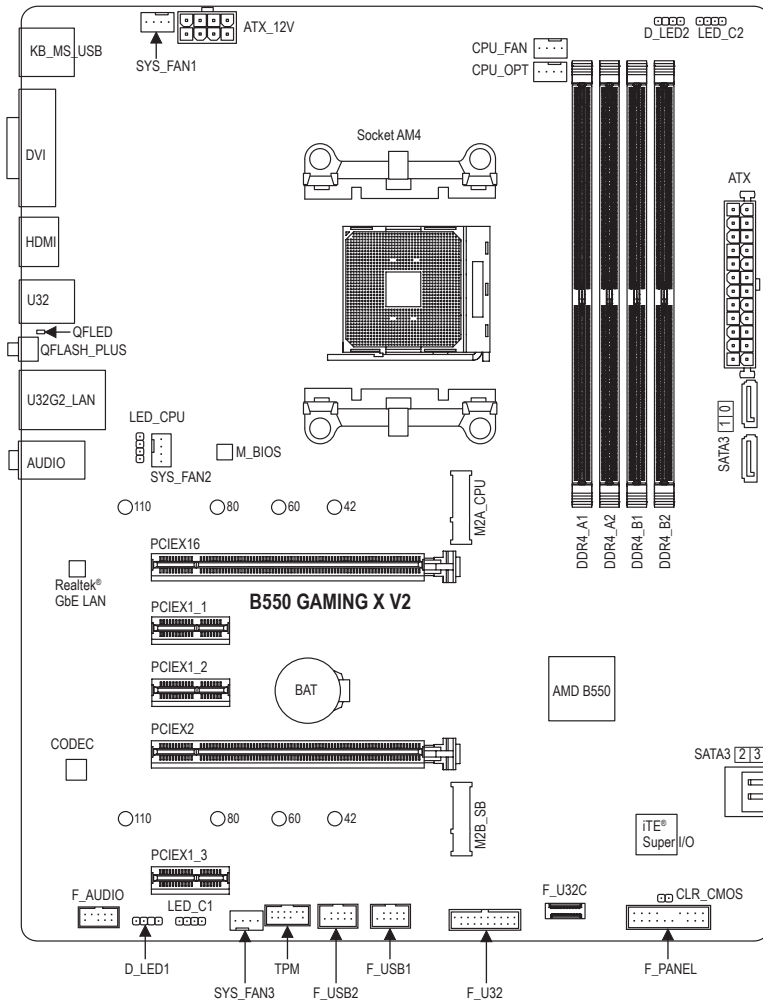 ATX_12V
D_LED2 LED_C2
KB_MS_USB
SYS_FAN1
CPU_FAN
CPU_OPT
DVI
Socket AM4
ATX
HDMI
U32
QFLED
QFLASH_PLUS
U32G2_LAN
LED_CPU
SATA3 1 0
AUDIO
M_BIOS
SYS_FAN2
M2A_CPU
110 80 60 42
DDR4_A1
DDR4_A2
DDR4_B1
DDR4_B2
PCIEX16
Realtek®
GbE LAN
B550 GAMING X V2
PCIEX1_1
PCIEX1_2
BAT
AMD B550
PCIEX2
CODEC
SATA3 2 3
110 80 60 42
M2B_SB
iTE®
Super I/O
PCIEX1_3
F_AUDIO
LED_C1
F_U32C
CLR_CMOS
D_LED1
TPM
F_USB1
F_PANEL
SYS_FAN3
F_USB2
F_U32